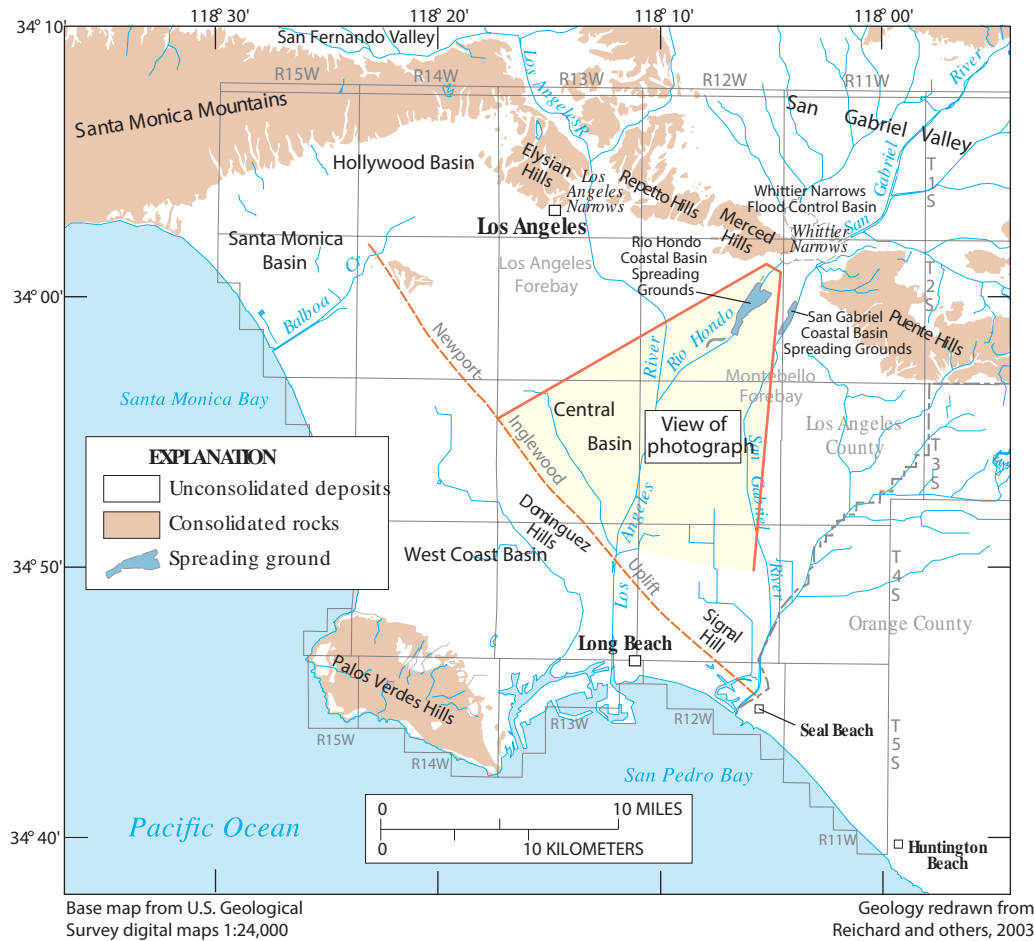 118° 30'
118° 20'
118° 10'
118° 00'
34° 10'
34° 00'
34° 50'
34° 40'
San Fernando Valley
R15W
R14W
R13W
R12W
R11W
Los Angeles R
River
San Gabriel Valley
Santa Monica Mountains
Hollywood Basin
Elysian
Hills
Los
Angeles
Narrows
Repetto Hills
Whittier Narrows
Flood Control Basin
San Gabriel
T1S
Merced
Hills
Whittier
Narrows
Los Angeles
Santa Monica
Basin
Los Angeles
Forebay
Rio Hondo
Coastal Basin
Spreading
Grounds
T2S
Balboa Cr
San Gabriel
Coastal Basin
Spreading Grounds
Puente Hills
Newport-
Inglewood
Uplift
River
Rio Hondo
Montebello
Forebay
Santa Monica Bay
Central
Basin
View of
photograph
Los Angeles
County
T3S
EXPLANATION
Unconsolidated deposits
Consolidated rocks
Spreading ground
Dominguez
Hills
Los Angeles
San Gabriel
River
West Coast Basin
T4S
Orange County
Signal
Hill
Long Beach
Palos Verdes Hills
R15W
R14W
R13W
R12W
R11W
Seal Beach
T5S
San Pedro Bay
Pacific Ocean
0
10 MILES
0
10 KILOMETERS
Huntington
Beach
Base map from U.S. Geological
Survey digital maps 1:24,000
Geology redrawn from
Reichard and others, 2003